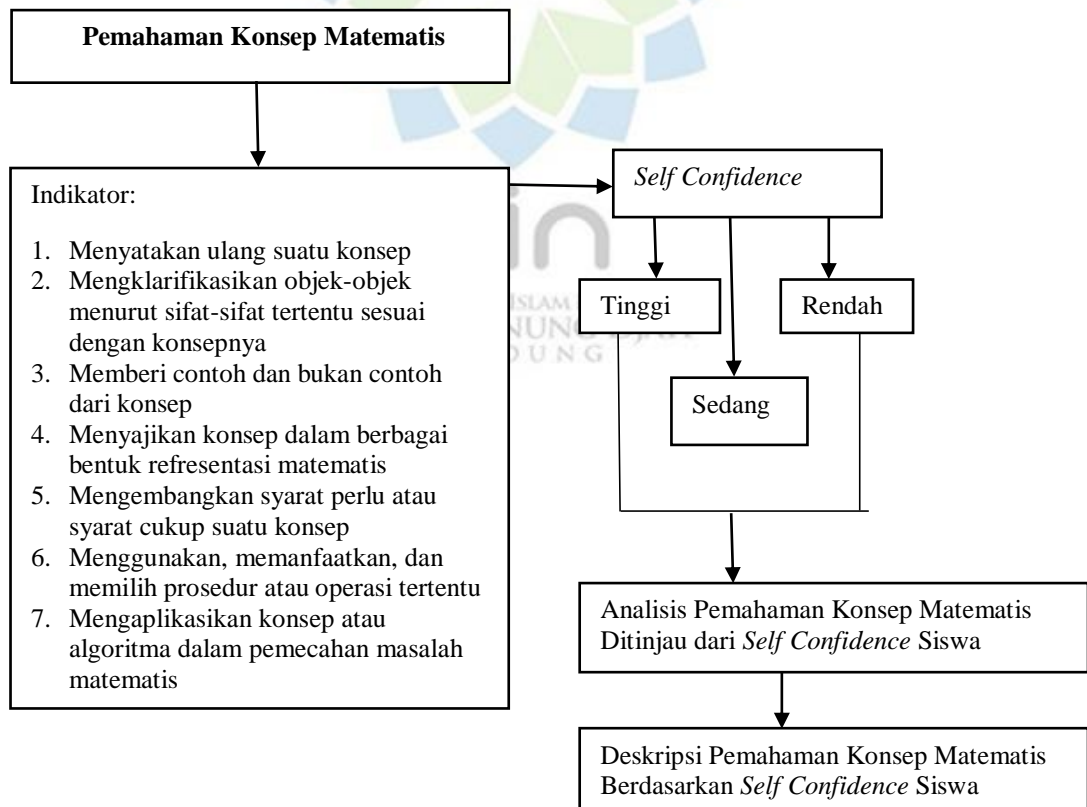 Pemahaman Konsep Matematis
Indikator:
1. Menyatakan ulang suatu konsep
2. Mengklarifikasikan objek-objek
menurut sifat-sifat tertentu sesuai
dengan konsepnya
3. Memberi contoh dan bukan contoh
dari konsep
4. Menyajikan konsep dalam berbagai
bentuk refresentasi matematis
5. Mengembangkan syarat perlu atau
syarat cukup suatu konsep
6. Menggunakan, memanfaatkan, dan
memilih prosedur atau operasi tertentu
7. Mengaplikasikan konsep atau
algoritma dalam pemecahan masalah
matematis
Self Confidence
Tinggi
Rendah
Sedang
Analisis Pemahaman Konsep Matematis
Ditinjau dari Self Confidence Siswa
Deskripsi Pemahaman Konsep Matematis
Berdasarkan Self Confidence Siswa
in
ISLAM
NUNG
DUNG